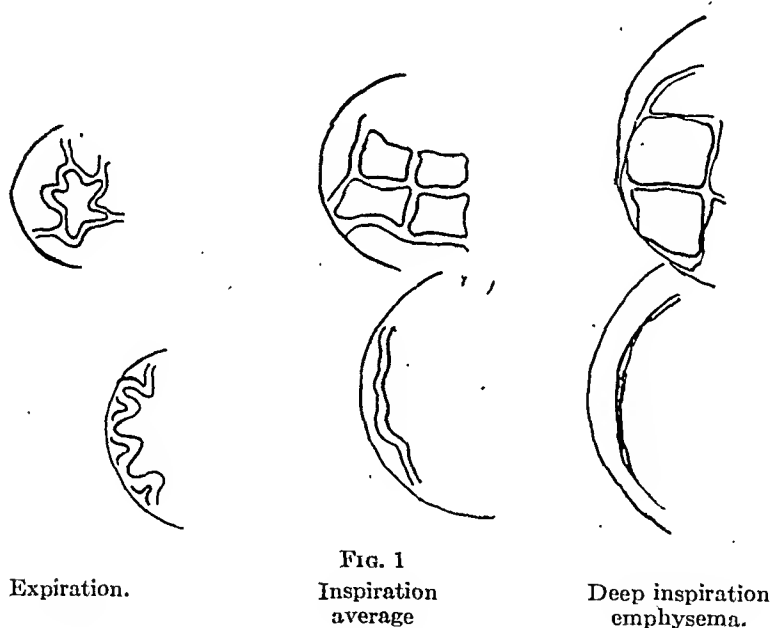 FIG. 1
Expiration.
Inspiration
average
Deep inspiration
emphysema.